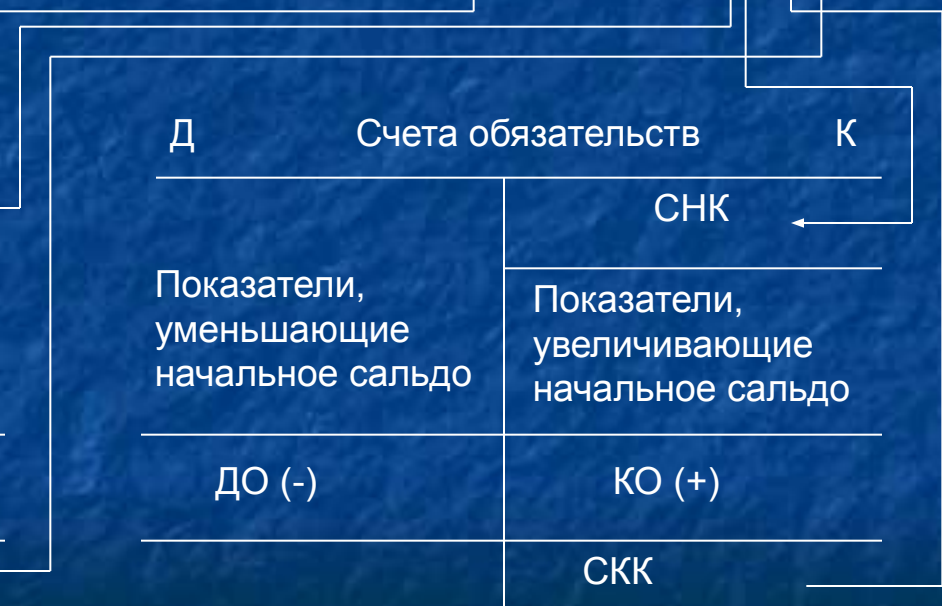 Д Счета обязательств К
СНК
Показатели,
уменьшающие
начальное сальдо
Показатели,
увеличивающие
начальное сальдо
ДО (-) КО (+)
СКК